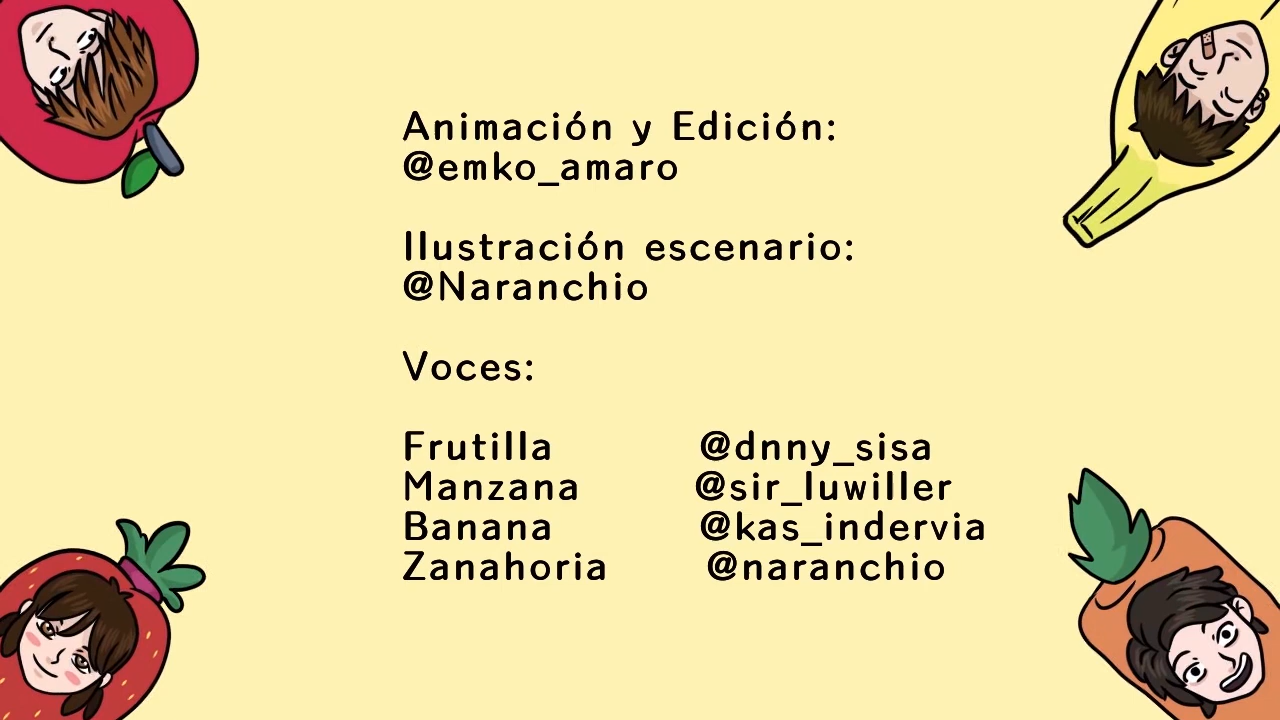 Animación y Edición:
@emko_amaro
Ilustración escenario:
@Naranchio
Voces:
Frutilla @dnny_sisa
Manzana @sir_luwiller
Banana @kas_indervia
Zanahoria @naranchio